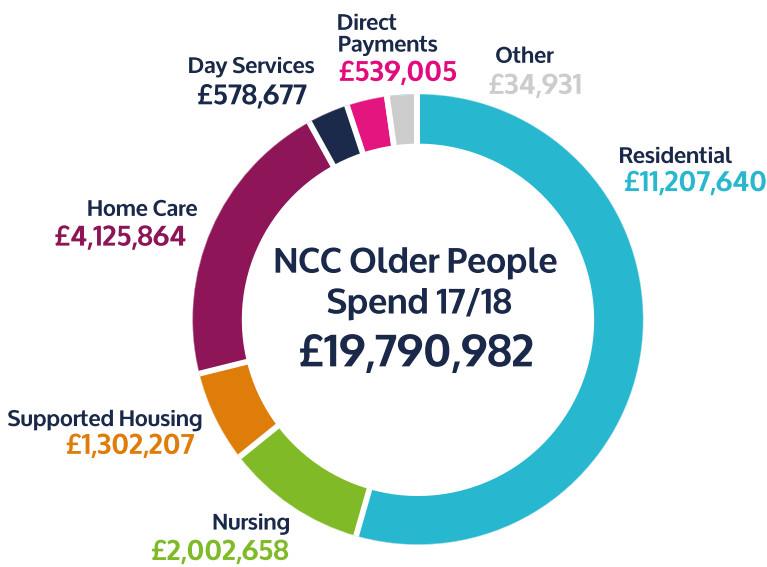 Direct
Payments
£539,005
Other
£34,931
Day Services
£578,677
Residential
£11,207,640
Home Care
£4,125,864
NCC Older People
Spend 17/18
£19,790,982
Supported Housing
£1,302,207
Nursing
£2,002,658